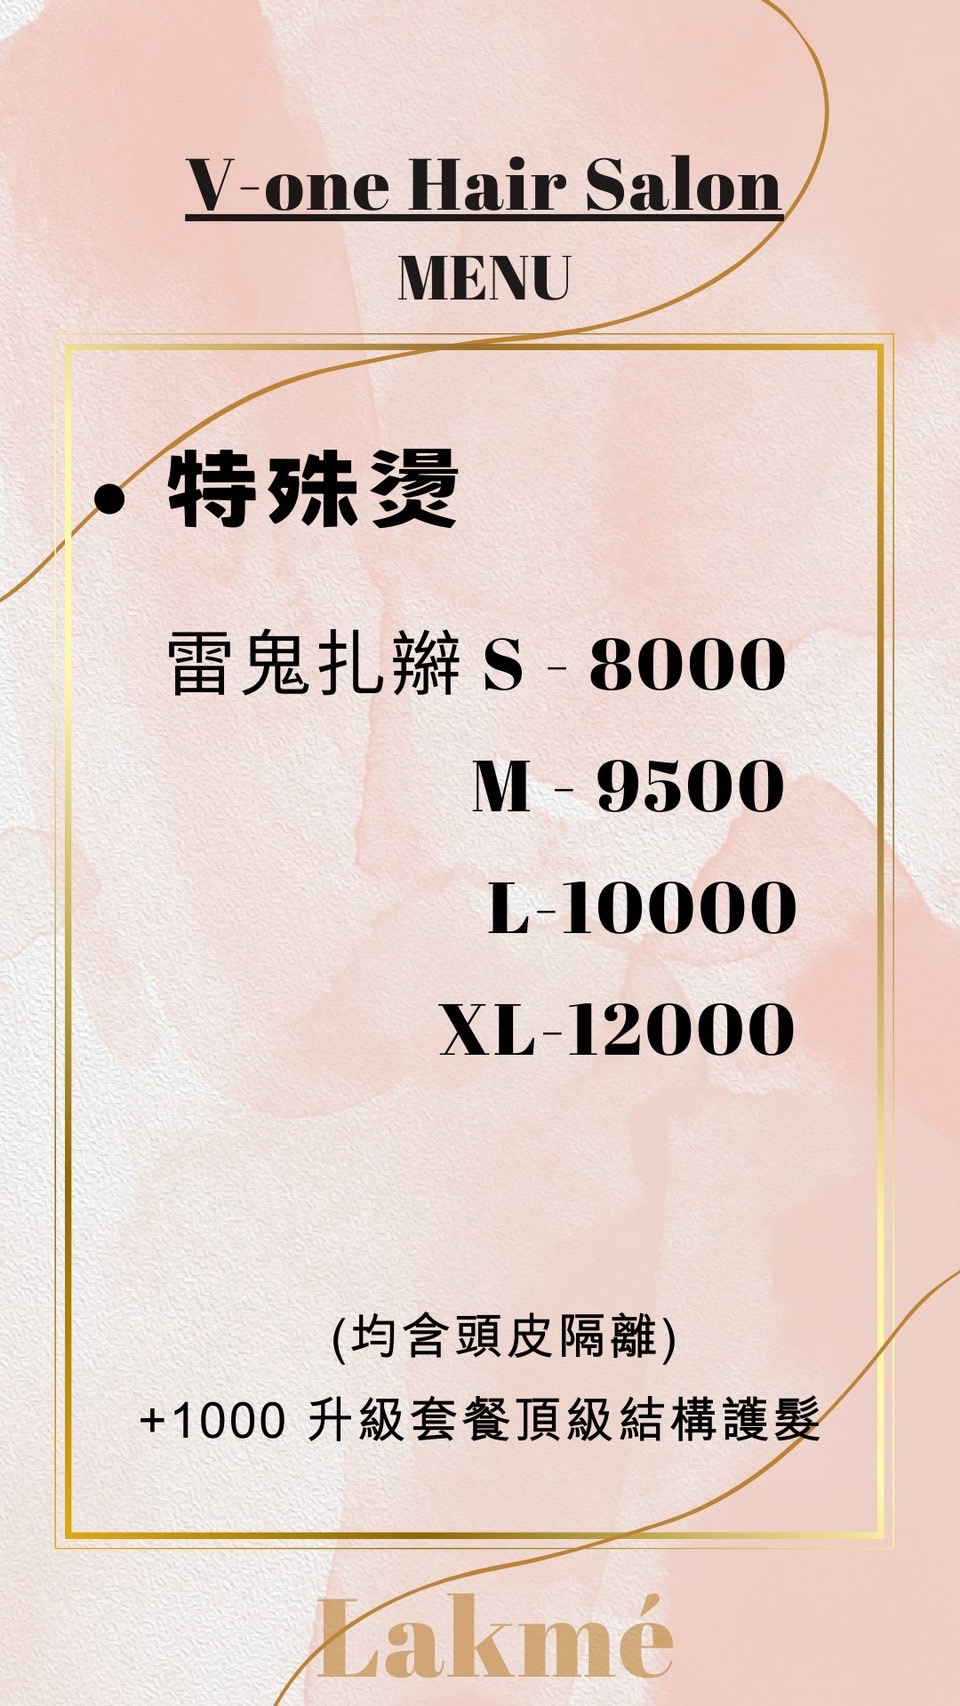 V-one Hair Salon
MENU
• 特殊燙
雷鬼扎辮 S - 8000
M - 9500
L-10000
XL-12000
(均含頭皮隔離)
+1000 升級套餐頂級結構護髮
Lakmé